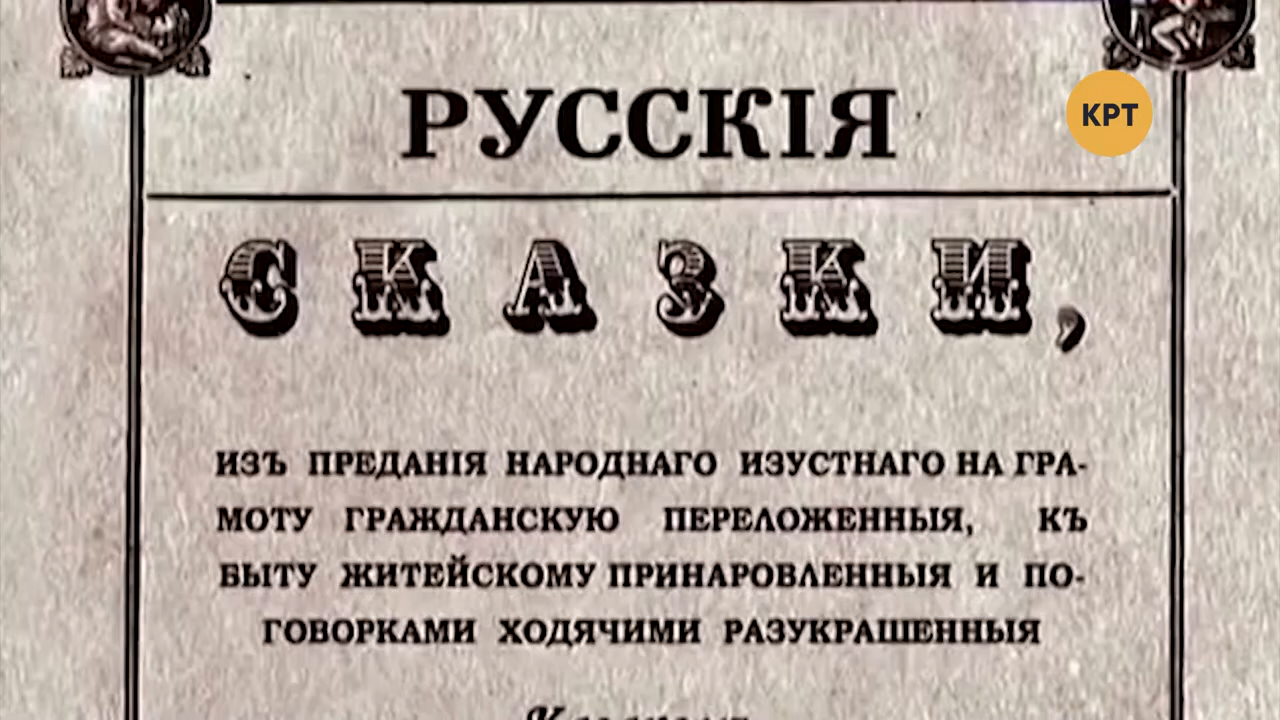 РУССКІЯ
КРТ
СКАЗКИ,
ИЗЪ ПРЕДАНІЯ НАРОДНАГО ИЗУСТНАГО НА ГРА-
МОТУ ГРАЖДАНСКУЮ ПЕРЕЛОЖЕННЫЯ, КЪ
БЫТУ ЖИТЕЙСКОМУ ПРИНАРОВЛЕННЫЯ И ПО-
ГОВОРКАМИ ХОДЯЧИМИ РАЗУКРАШЕННЫЯ